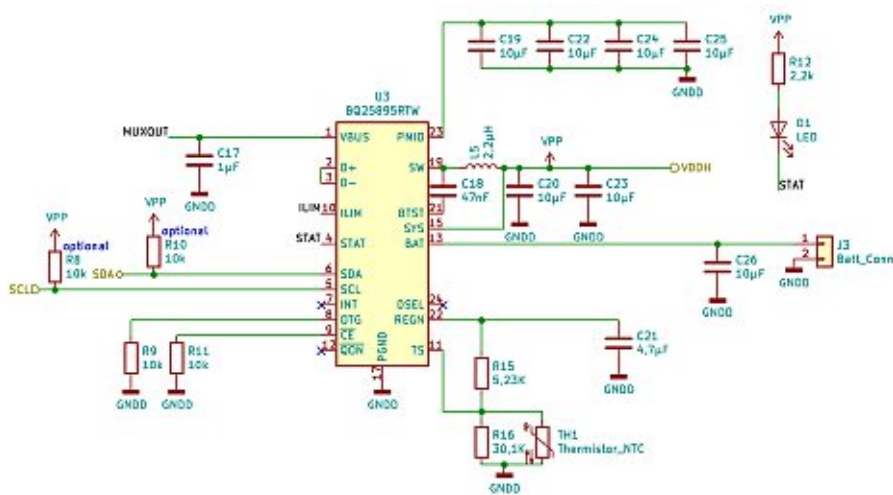 VPP
C19
10µF
C22
10µF
C24
10µF
C25
10µF
R12
2,2k
GNDD
D1
LED
STAT
U3
BQ25895RTW
MUXOUT
1
VBUS
PMID
23
C17
1µF
GNDD
2
D+
3
D-
SW
19
L5
2.2µH
VPP
VDDH
C18
47nF
C20
10µF
C23
10µF
GNDD
GNDD
ILIM
10
ILIM
BTST
21
SYS
15
STAT
4
STAT
BAT
13
VPP
optional
R8
10k
VPP
optional
R10
10k
SDA
6
SDA
SCL
5
SCL
7
INT
DSEL
24
8
OTG
REGN
22
9
CE
12
QON
TS
11
PGND
17
GNDD
R9
10k
R11
10k
GNDD
GNDD
C26
10µF
GNDD
1
2
J3
Batt_Conn
GNDD
C21
4,7µF
GNDD
R15
5,23K
R16
30,1K
TH1
Thermistor_NTC
GNDD